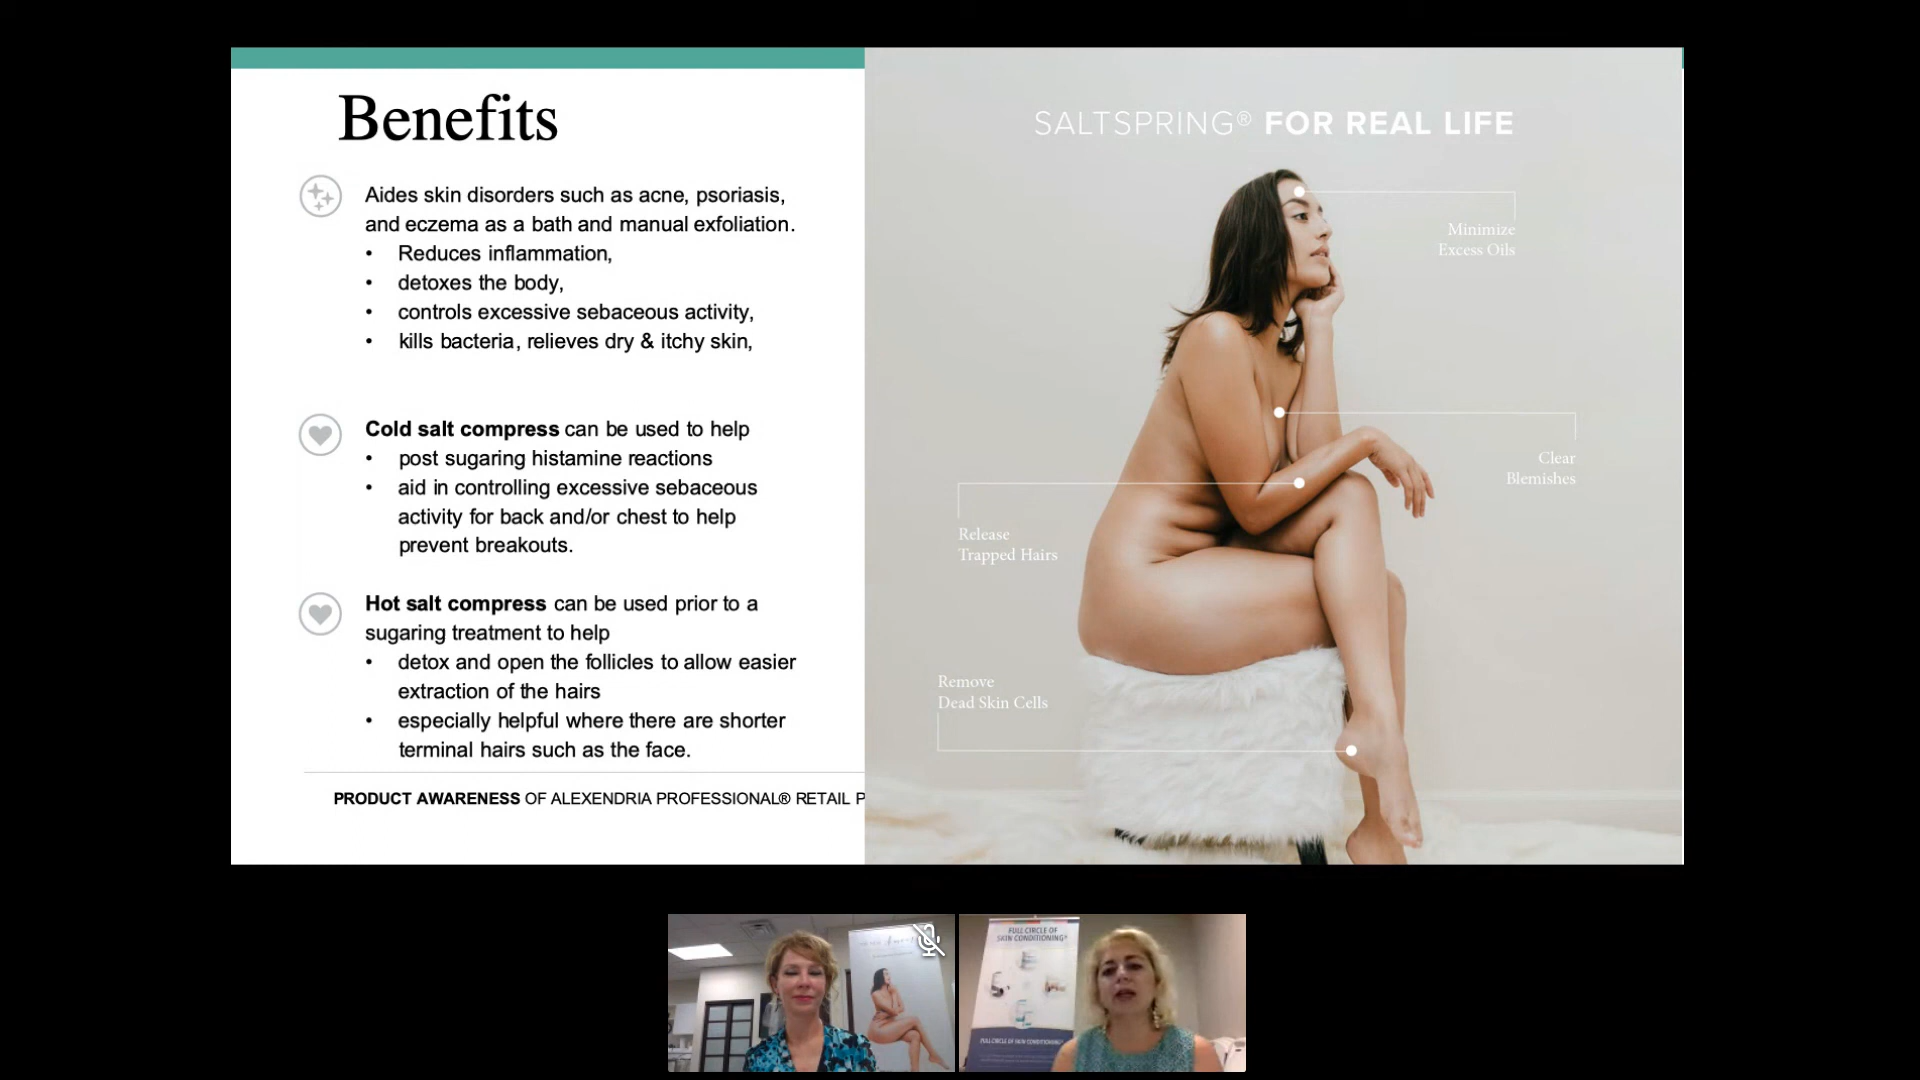 Benefits
Aides skin disorders such as acne, psoriasis,
and eczema as a bath and manual exfoliation.
• Reduces inflammation,
• detoxes the body,
• controls excessive sebaceous activity,
• kills bacteria, relieves dry & itchy skin,
Cold salt compress can be used to help
• post sugaring histamine reactions
• aid in controlling excessive sebaceous
activity for back and/or chest to help
prevent breakouts.
Hot salt compress can be used prior to a
sugaring treatment to help
• detox and open the follicles to allow easier
extraction of the hairs
• especially helpful where there are shorter
terminal hairs such as the face.
PRODUCT AWARENESS OF ALEXENDRIA PROFESSIONAL® RETAIL P
SALTSPRING® FOR REAL LIFE
Minimize
Excess Oils
Clear
Blemishes
Release
Trapped Hairs
Remove
Dead Skin Cells
FULL CIRCLE OF
SKIN CONDITIONING®
FULL CIRCLE OF SKIN CONDITIONING®